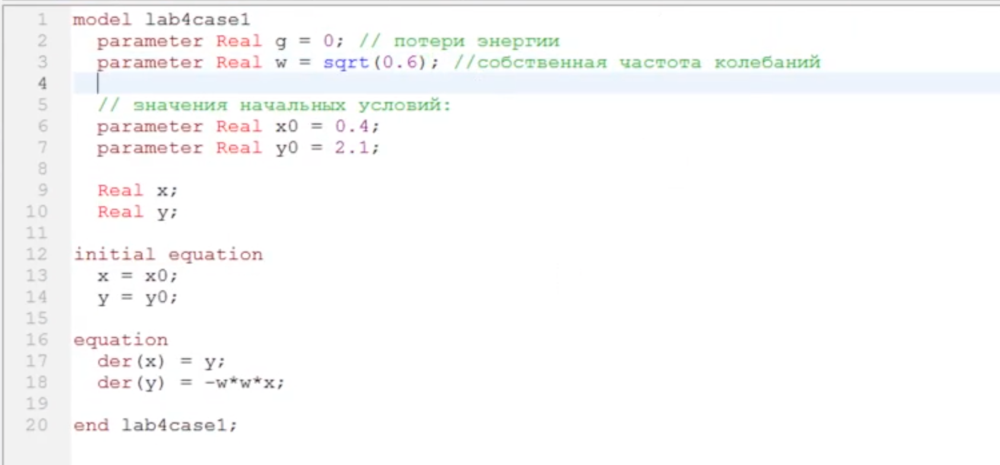 1 model lab4case1
2 parameter Real g = 0; // потери энергии
3 parameter Real w = sqrt(0.6); //собственная частота колебаний
4
5 // значения начальных условий:
6 parameter Real x0 = 0.4;
7 parameter Real y0 = 2.1;
8
9 Real x;
10 Real y;
11
12 initial equation
13 x = x0;
14 y = y0;
15
16 equation
17 der(x) = y;
18 der(y) = -w*w*x;
19
20 end lab4case1;